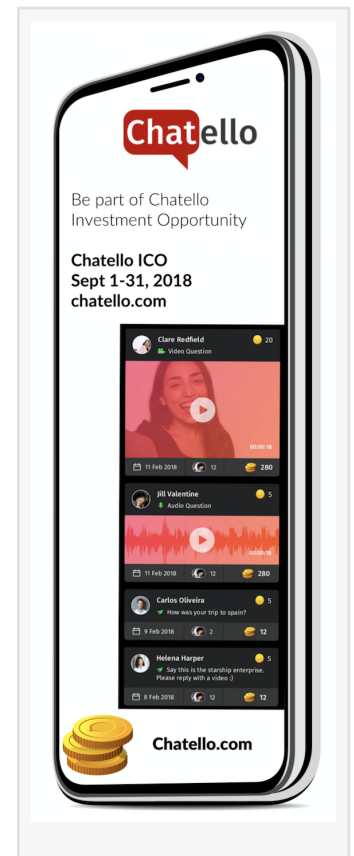 Chatello
Be part of Chatello
Investment Opportunity
Chatello ICO
Sept 1-31, 2018
chatello.com
Clare Redfield
20
Video Question
00:00:18
11 Feb 2018
12
280
Jill Valentine
5
Audio Question
00:00:18
11 Feb 2018
12
280
Carlos Oliveira
5
How was your trip to spain?
9 Feb 2018
2
12
Helena Harper
5
Say this is the starship enterprise.
Please reply with a video :)
8 Feb 2018
12
12
Chatello.com